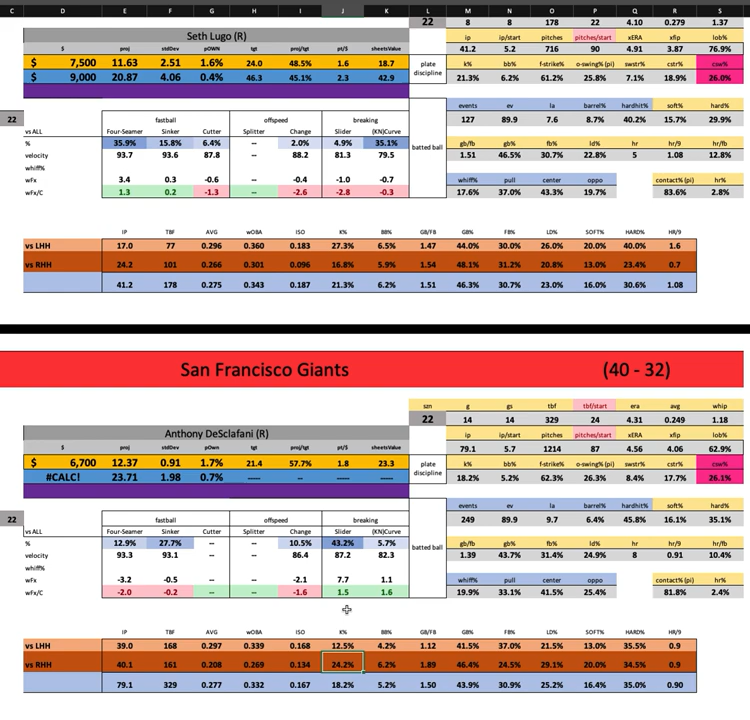 C D E F G H I J K L M N O P Q R S
22 8 8 178 22 4.10 0.279 1.37
Seth Lugo (R)
ip ip/start pitches pitches/start xERA xfip lob%
$ proj stdDev pOWN tgt proj/tgt pt/$ sheetsValue
41.2 5.2 716 90 4.91 3.87 76.9%
$ 7,500 11.63 2.51 1.6% 24.0 48.5% 1.6 18.7
plate discipline k% bb% f-strike% o-swing% (pi) swstr% cstr% csw%
$ 9,000 20.87 4.06 0.4% 46.3 45.1% 2.3 42.9
21.3% 6.2% 61.2% 25.8% 7.1% 18.9% 26.0%
events ev la barrel% hardhit% soft% hard%
22 fastball offspeed breaking
127 89.9 7.6 8.7% 40.2% 15.7% 29.9%
vs ALL Four-Seamer Sinker Cutter Splitter Change Slider (KN)Curve
% 35.9% 15.8% 6.4% -- 2.0% 4.9% 35.1%
batted ball gb/fb gb% fb% ld% hr hr/9 hr/fb
velocity 93.7 93.6 87.8 -- 88.2 81.3 79.5
1.51 46.5% 30.7% 22.8% 5 1.08 12.8%
whiff%
wFx 3.4 0.3 -0.6 -- -0.4 -1.0 -0.7
whiff% pull center oppo contact% (pi) hr%
wFx/C 1.3 0.2 -1.3 -- -2.6 -2.8 -0.3
17.6% 37.0% 43.3% 19.7% 83.6% 2.8%
IP TBF AVG wOBA ISO K% BB% GB/FB GB% FB% LD% SOFT% HARD% HR/9
vs LHH 17.0 77 0.296 0.360 0.183 27.3% 6.5% 1.47 44.0% 30.0% 26.0% 20.0% 40.0% 1.6
vs RHH 24.2 101 0.266 0.301 0.096 16.8% 5.9% 1.54 48.1% 31.2% 20.8% 13.0% 23.4% 0.7
41.2 178 0.275 0.343 0.187 21.3% 6.2% 1.51 46.3% 30.7% 23.0% 16.0% 30.6% 1.08
San Francisco Giants (40 - 32)
szn g gs tbf tbf/start era avg whip
22 14 14 329 24 4.31 0.249 1.18
Anthony DeSclafani (R)
ip ip/start pitches pitches/start xERA xfip lob%
$ proj stdDev pOwn tgt proj/tgt pt/$ sheetsValue
79.1 5.7 1214 87 4.56 4.06 62.9%
$ 6,700 12.37 0.91 1.7% 21.4 57.7% 1.8 23.3
plate discipline k% bb% f-strike% o-swing% (pi) swstr% cstr% csw%
#CALC! 23.71 1.98 0.7% ----- -- ---- -----
18.2% 5.2% 62.3% 26.3% 8.4% 17.7% 26.1%
events ev la barrel% hardhit% soft% hard%
22 fastball offspeed breaking
249 89.9 9.7 6.4% 45.8% 16.1% 35.1%
vs ALL Four-Seamer Sinker Cutter Splitter Change Slider (KN)Curve
% 12.9% 27.7% -- -- 10.5% 43.2% 5.7%
batted ball gb/fb gb% fb% ld% hr hr/9 hr/fb
velocity 93.3 93.1 -- -- 86.4 87.2 82.3
1.39 43.7% 31.4% 24.9% 8 0.91 10.4%
whiff%
wFx -3.2 -0.5 -- -- -2.1 7.7 1.1
whiff% pull center oppo contact% (pi) hr%
wFx/C -2.0 -0.2 -- -- -1.6 1.5 1.6
19.9% 33.1% 41.5% 25.4% 81.8% 2.4%
IP TBF AVG wOBA ISO K% BB% GB/FB GB% FB% LD% SOFT% HARD% HR/9
vs LHH 39.0 168 0.297 0.339 0.168 12.5% 4.2% 1.12 41.5% 37.0% 21.5% 13.0% 35.5% 0.9
vs RHH 40.1 161 0.208 0.269 0.134 24.2% 6.2% 1.89 46.4% 24.5% 29.1% 20.0% 34.5% 0.9
79.1 329 0.277 0.332 0.167 18.2% 5.2% 1.50 43.9% 30.9% 25.2% 16.4% 35.0% 0.90